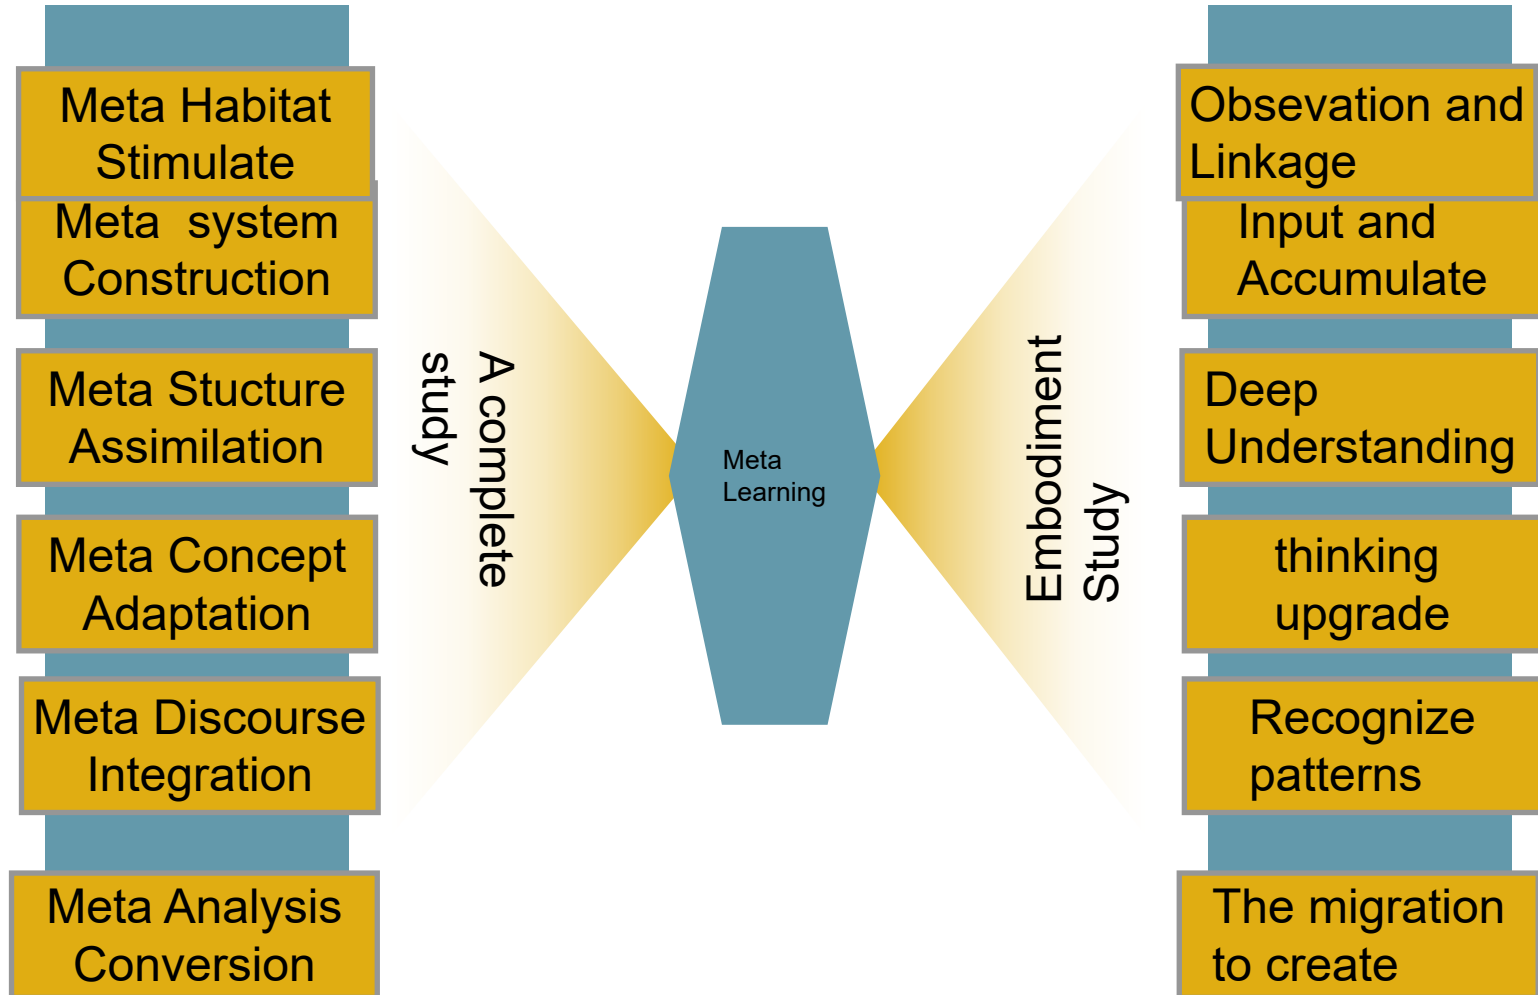 Meta Habitat
Stimulate
Meta system
Construction
Meta Stucture
Assimilation
Meta Concept
Adaptation
Meta Discourse
Integration
Meta Analysis
Conversion
A complete
study
Meta
Learning
Embodiment
Study
Obsevation and
Linkage
Input and
Accumulate
Deep
Understanding
thinking
upgrade
Recognize
patterns
The migration
to create